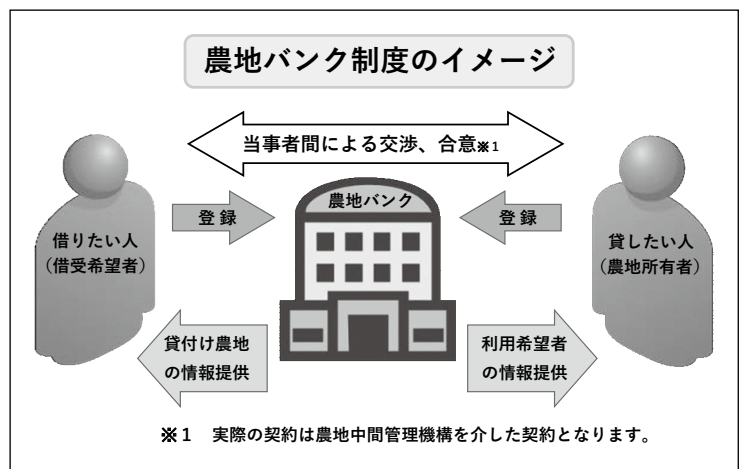 農地バンク制度のイメージ
当事者間による交渉、合意※1
農地バンク
登録
登録
借りたい人
（借受希望者）
貸したい人
（農地所有者）
貸付け農地
の情報提供
利用希望者
の情報提供
※1　実際の契約は農地中間管理機構を介した契約となります。